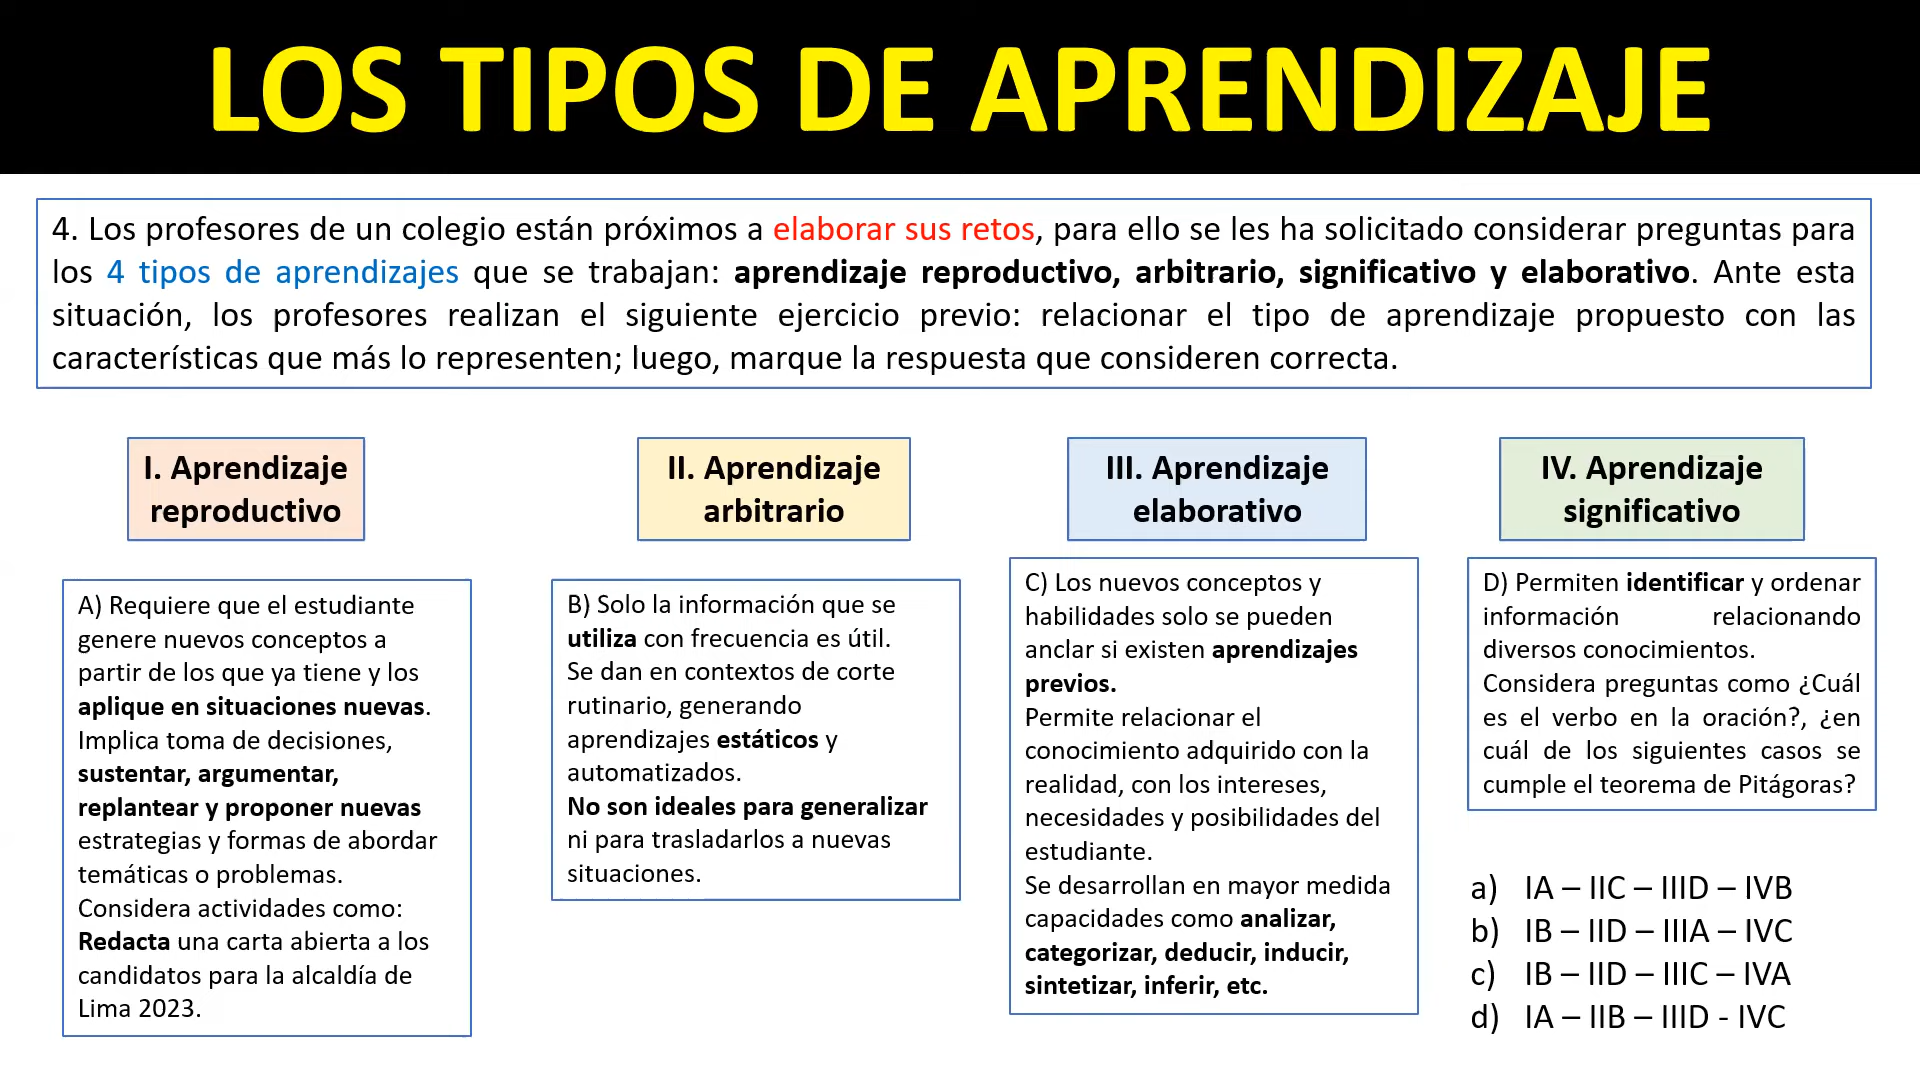 LOS TIPOS DE APRENDIZAJE
4. Los profesores de un colegio están próximos a elaborar sus retos, para ello se les ha solicitado considerar preguntas para
los 4 tipos de aprendizajes que se trabajan: aprendizaje reproductivo, arbitrario, significativo y elaborativo. Ante esta
situación, los profesores realizan el siguiente ejercicio previo: relacionar el tipo de aprendizaje propuesto con las
características que más lo representen; luego, marque la respuesta que consideren correcta.
I. Aprendizaje
reproductivo
II. Aprendizaje
arbitrario
III. Aprendizaje
elaborativo
IV. Aprendizaje
significativo
A) Requiere que el estudiante
genere nuevos conceptos a
partir de los que ya tiene y los
aplique en situaciones nuevas.
Implica toma de decisiones,
sustentar, argumentar,
replantear y proponer nuevas
estrategias y formas de abordar
temáticas o problemas.
Considera actividades como:
Redacta una carta abierta a los
candidatos para la alcaldía de
Lima 2023.
B) Solo la información que se
utiliza con frecuencia es útil.
Se dan en contextos de corte
rutinario, generando
aprendizajes estáticos y
automatizados.
No son ideales para generalizar
ni para trasladarlos a nuevas
situaciones.
C) Los nuevos conceptos y
habilidades solo se pueden
anclar si existen aprendizajes
previos.
Permite relacionar el
conocimiento adquirido con la
realidad, con los intereses,
necesidades y posibilidades del
estudiante.
Se desarrollan en mayor medida
capacidades como analizar,
categorizar, deducir, inducir,
sintetizar, inferir, etc.
D) Permiten identificar y ordenar
información relacionando
diversos conocimientos.
Considera preguntas como ¿Cuál
es el verbo en la oración?, ¿en
cuál de los siguientes casos se
cumple el teorema de Pitágoras?
a) IA – IIC – IIID – IVB
b) IB – IID – IIIA – IVC
c) IB – IID – IIIC – IVA
d) IA – IIB – IIID - IVC